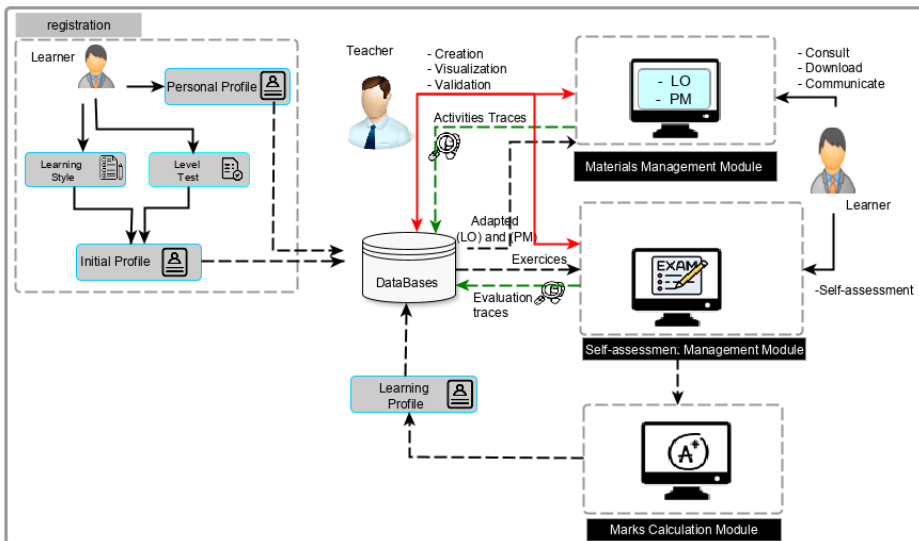 registration
Learner
Personal Profile
Learning
Style
Level
Test
Initial Profile
Teacher
- Creation
- Visualization
- Validation
Activities Traces
- LO
- PM
Materials Management Module
- Consult
- Download
- Communicate
Learner
Adapted
(LO) and (PM)
DataBases
Exercices
Evaluation
traces
EXAM
-Self-assessment
Self-assessment Management Module
Learning
Profile
A+
Marks Calculation Module